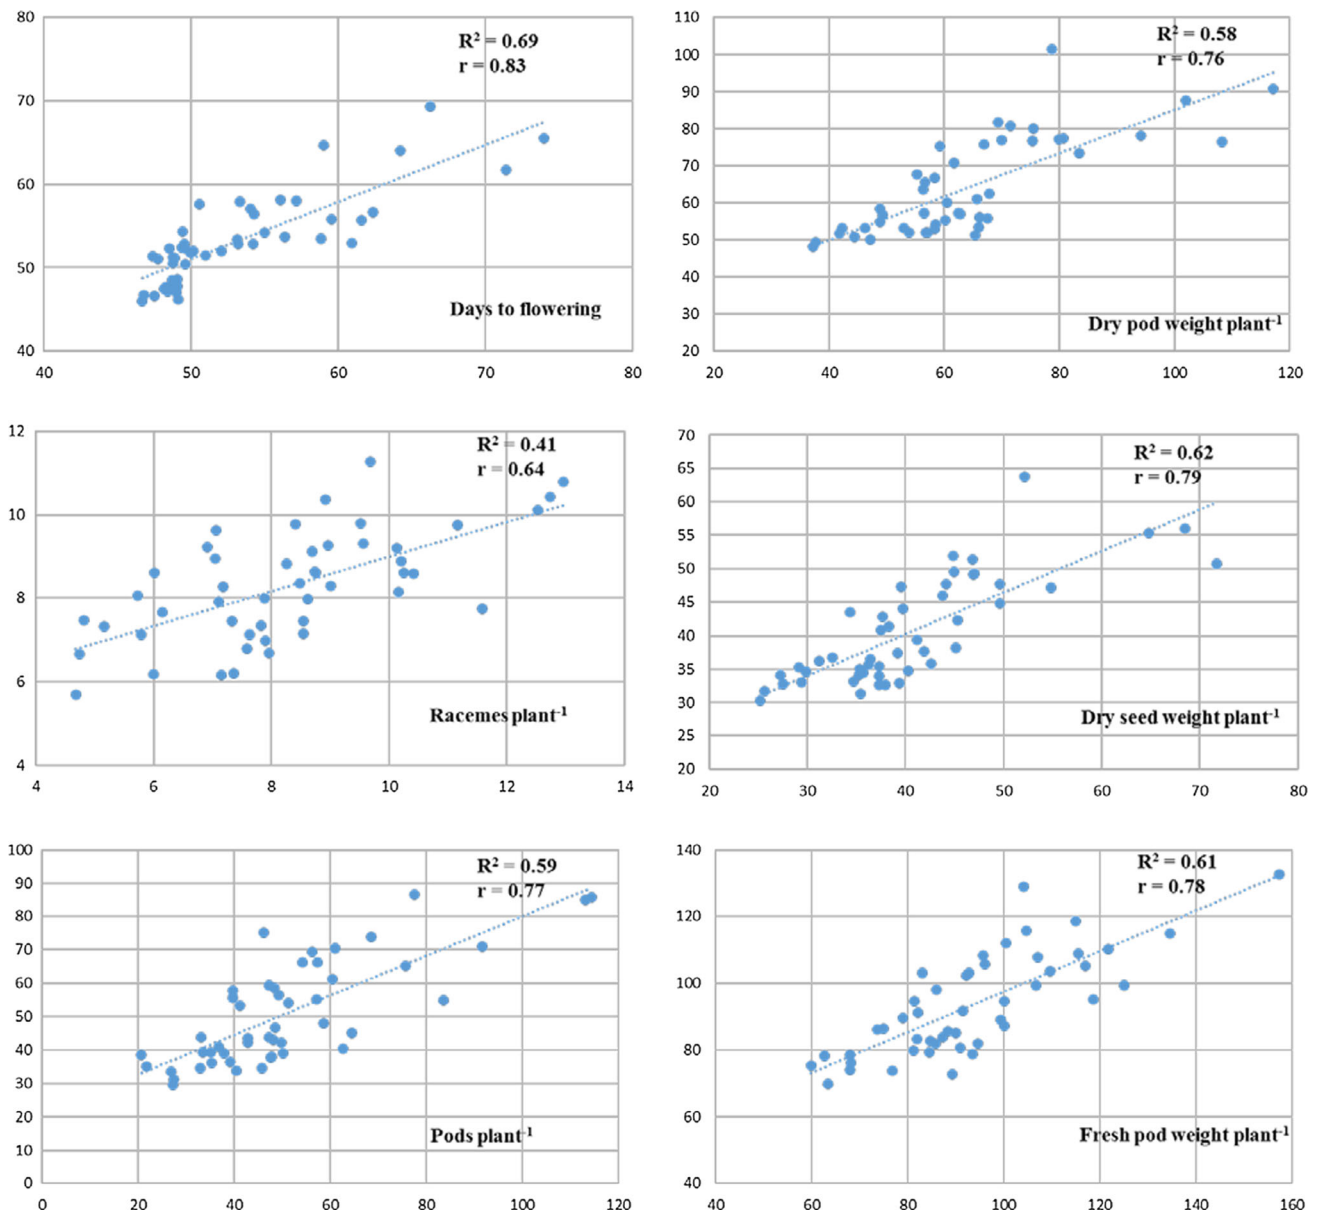 80
70
60
50
40
40 50 60 70 80
R² = 0.69
r = 0.83
Days to flowering
110
100
90
80
70
60
50
40
30
20
20 40 60 80 100 120
R² = 0.58
r = 0.76
Dry pod weight plant⁻¹
12
10
8
6
4
4 6 8 10 12 14
R² = 0.41
r = 0.64
Racemes plant⁻¹
70
65
60
55
50
45
40
35
30
25
20
20 30 40 50 60 70 80
R² = 0.62
r = 0.79
Dry seed weight plant⁻¹
100
90
80
70
60
50
40
30
20
10
0
0 20 40 60 80 100 120
R² = 0.59
r = 0.77
Pods plant⁻¹
140
120
100
80
60
40
40 60 80 100 120 140 160
R² = 0.61
r = 0.78
Fresh pod weight plant⁻¹